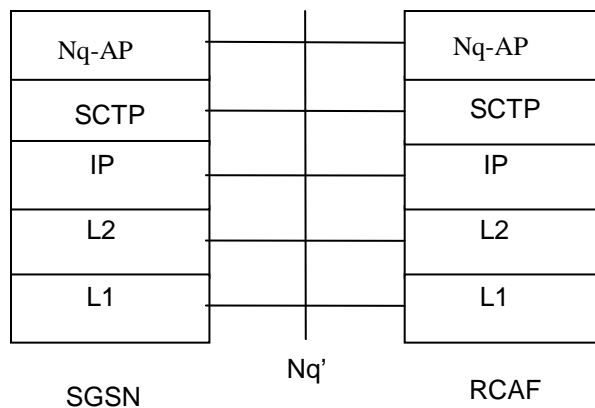 Nq-AP Nq-AP
SCTP SCTP
IP IP
L2 L2
L1 L1
Nq’
SGSN RCAF